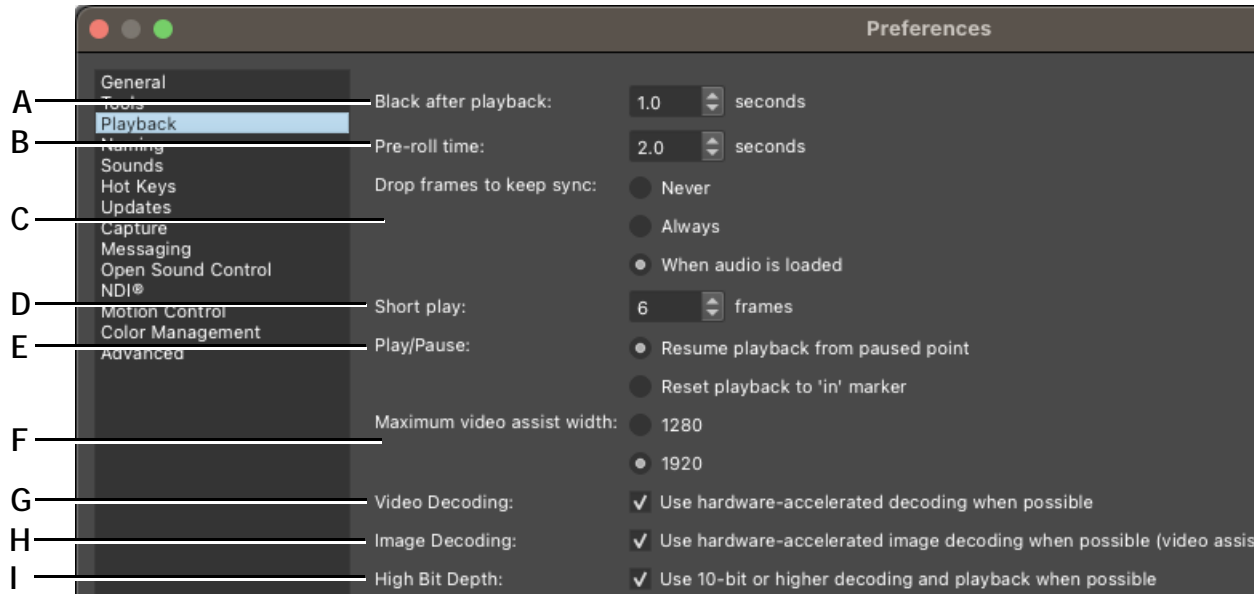 Preferences
General
Tools
Playback
Naming
Sounds
Hot Keys
Updates
Capture
Messaging
Open Sound Control
NDI®
Motion Control
Color Management
Advanced
A Black after playback: 1.0 seconds
B Pre-roll time: 2.0 seconds
C Drop frames to keep sync: Never
Always
When audio is loaded
D Short play: 6 frames
E Play/Pause: Resume playback from paused point
Reset playback to 'in' marker
F Maximum video assist width: 1280
1920
G Video Decoding: Use hardware-accelerated decoding when possible
H Image Decoding: Use hardware-accelerated image decoding when possible (video assis
I High Bit Depth: Use 10-bit or higher decoding and playback when possible